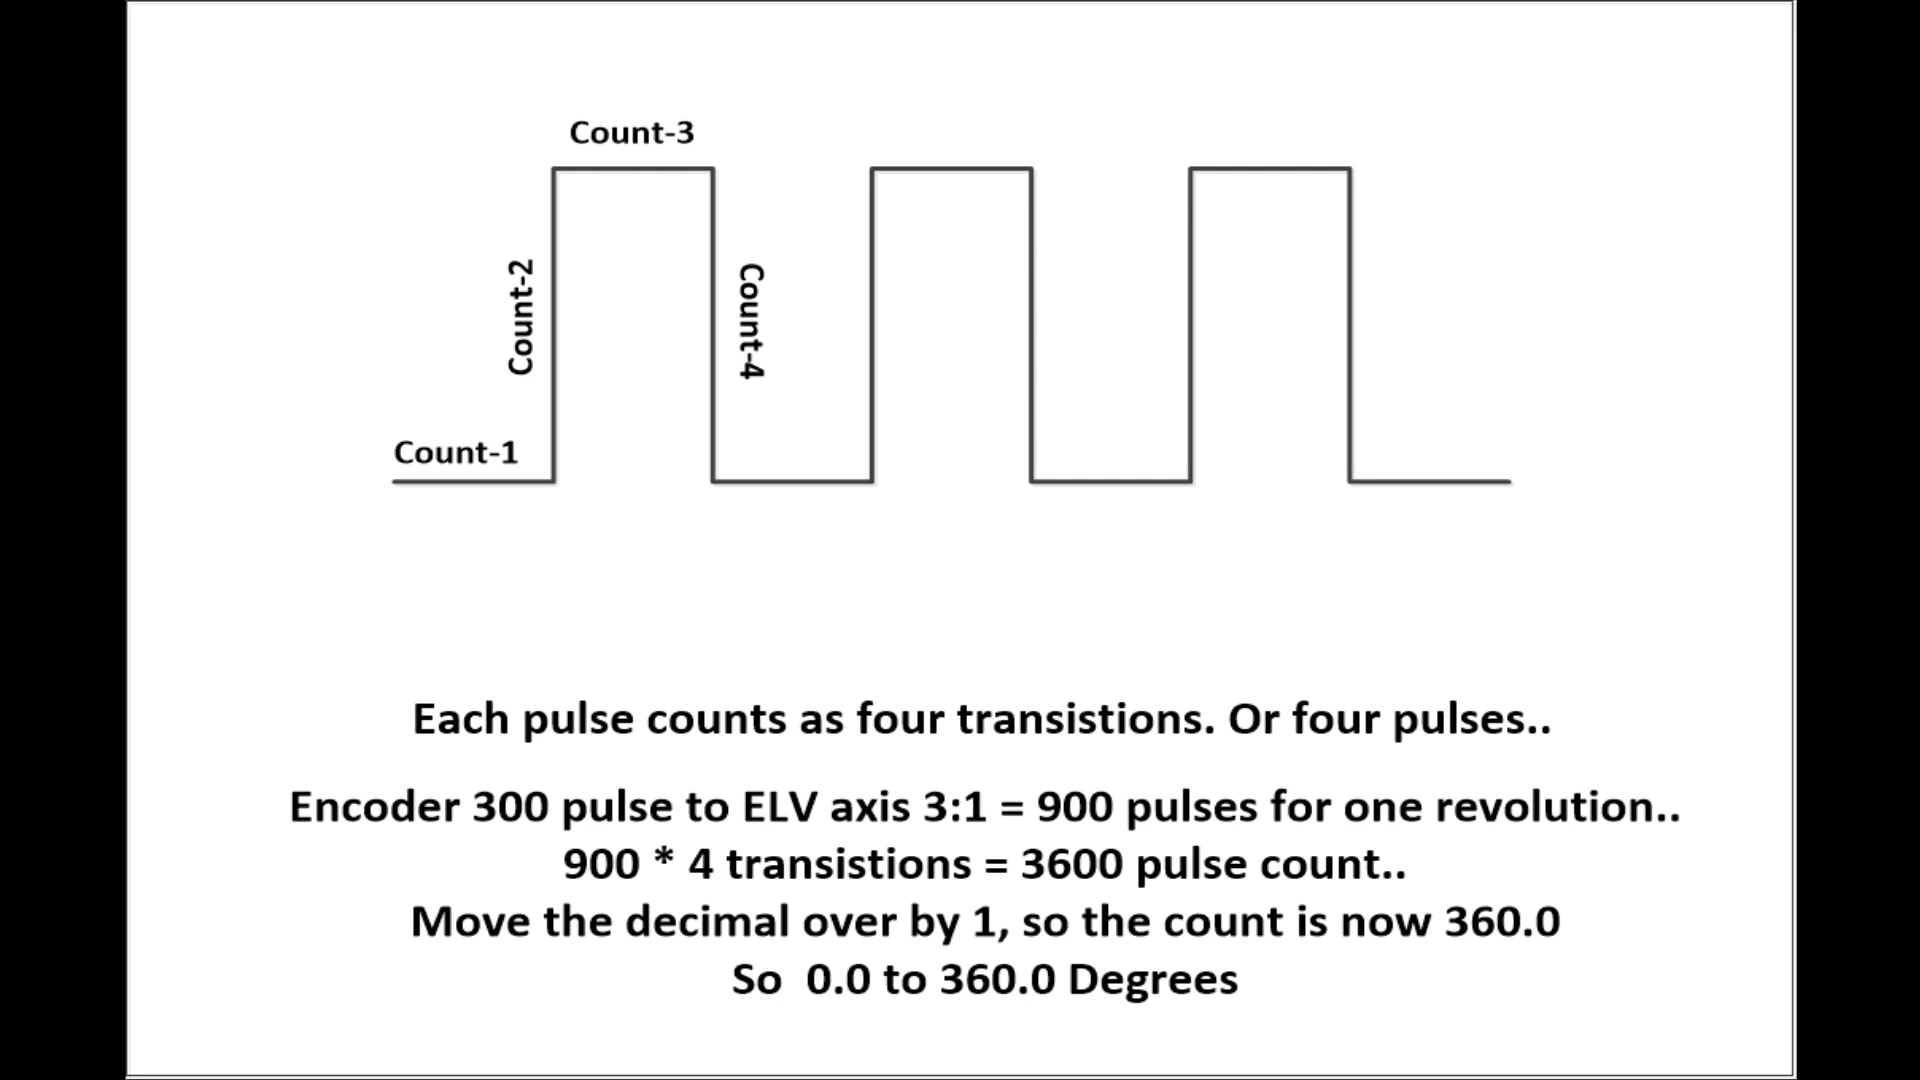 Count-3
Count-2
Count-4
Count-1
Each pulse counts as four transistions. Or four pulses..
Encoder 300 pulse to ELV axis 3:1 = 900 pulses for one revolution..
900 * 4 transistions = 3600 pulse count..
Move the decimal over by 1, so the count is now 360.0
So  0.0 to 360.0 Degrees